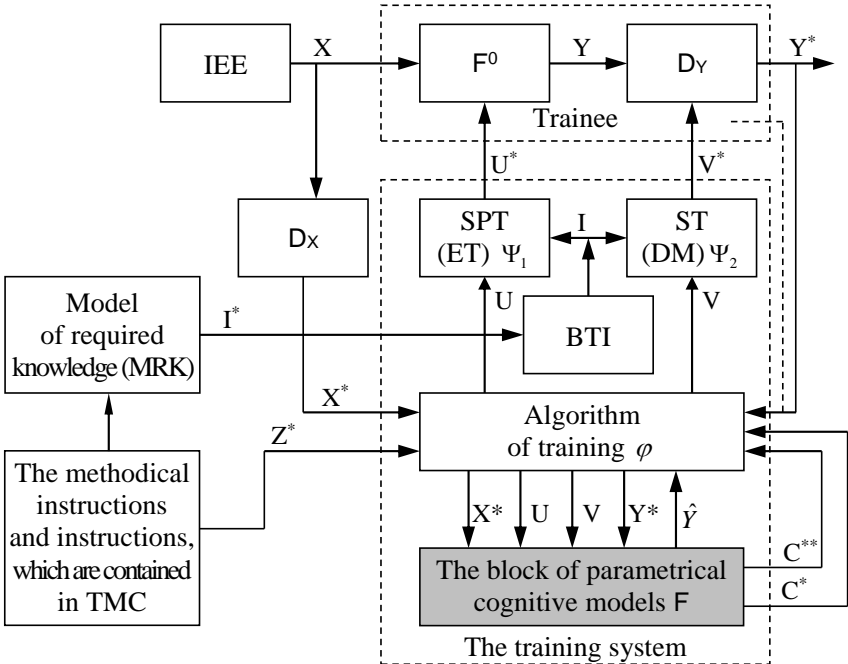 X
Y
Y*
IEE
F⁰
D_Y
Trainee
U*
V*
D_X
SPT
(ET) Ψ₁
I
ST
(DM) Ψ₂
Model
of required
knowledge (MRK)
I*
U
V
BTI
X*
Algorithm
of training φ
Z*
The methodical
instructions
and instructions,
which are contained
in TMC
X*
U
V
Y*
Ŷ
C**
C*
The block of parametrical
cognitive models F
The training system